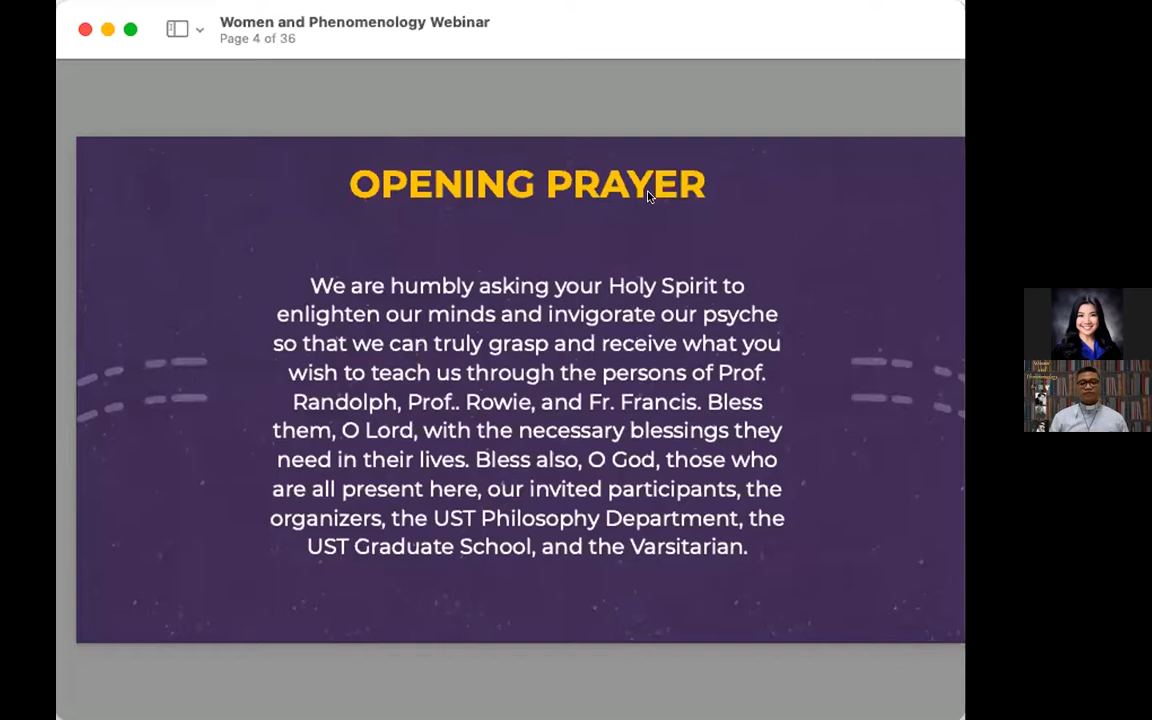 Women and Phenomenology Webinar
Page 4 of 36
OPENING PRAYER
We are humbly asking your Holy Spirit to
enlighten our minds and invigorate our psyche
so that we can truly grasp and receive what you
wish to teach us through the persons of Prof.
Randolph, Prof.. Rowie, and Fr. Francis. Bless
them, O Lord, with the necessary blessings they
need in their lives. Bless also, O God, those who
are all present here, our invited participants, the
organizers, the UST Philosophy Department, the
UST Graduate School, and the Varsitarian.